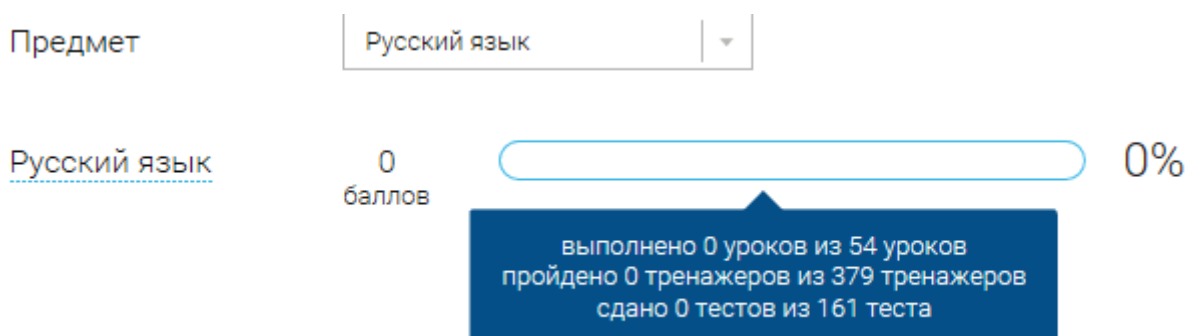 Предмет
Русский язык
Русский язык
0
баллов
0%
выполнено 0 уроков из 54 уроков
пройдено 0 тренажеров из 379 тренажеров
сдано 0 тестов из 161 теста